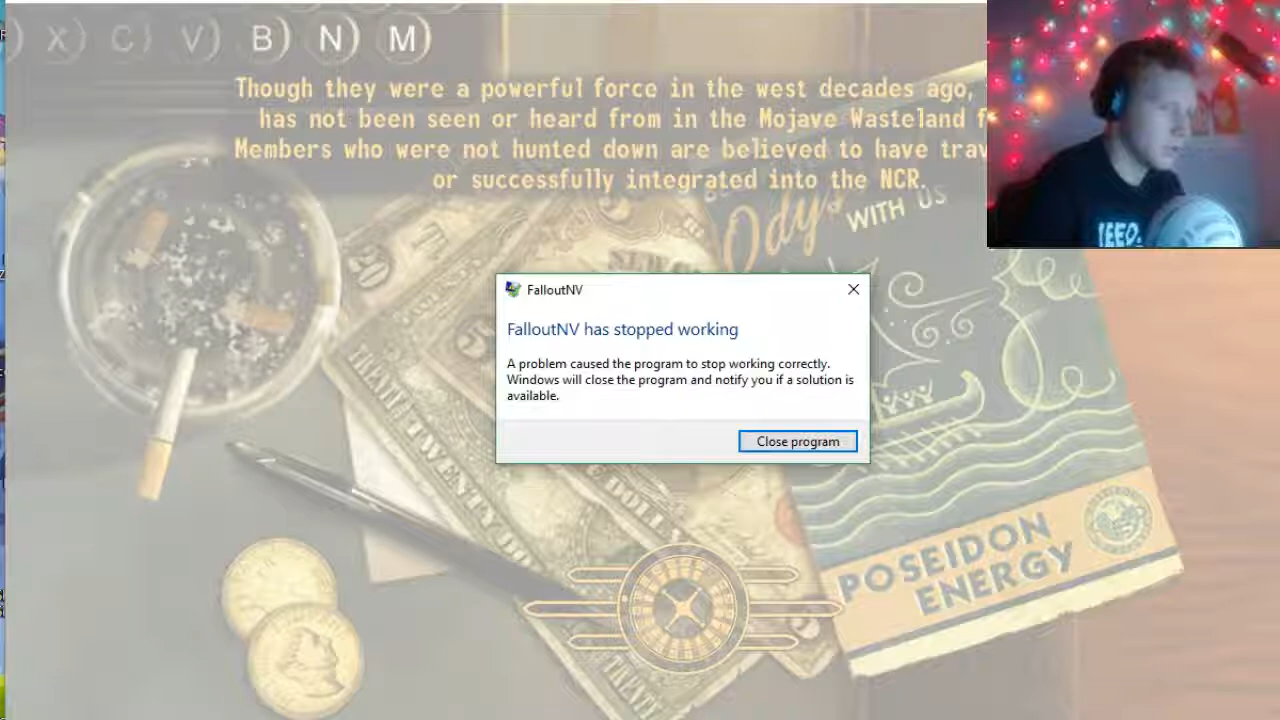 X C V B N M
Though they were a powerful force in the west decades ago,
has not been seen or heard from in the Mojave Wasteland
Members who were not hunted down are believed to have
or successfully integrated into the NCR.
WITH US
FalloutNV
FalloutNV has stopped working
A problem caused the program to stop working correctly.
Windows will close the program and notify you if a solution is
available.
Close program
TWENTY
POSEIDON
ENERGY